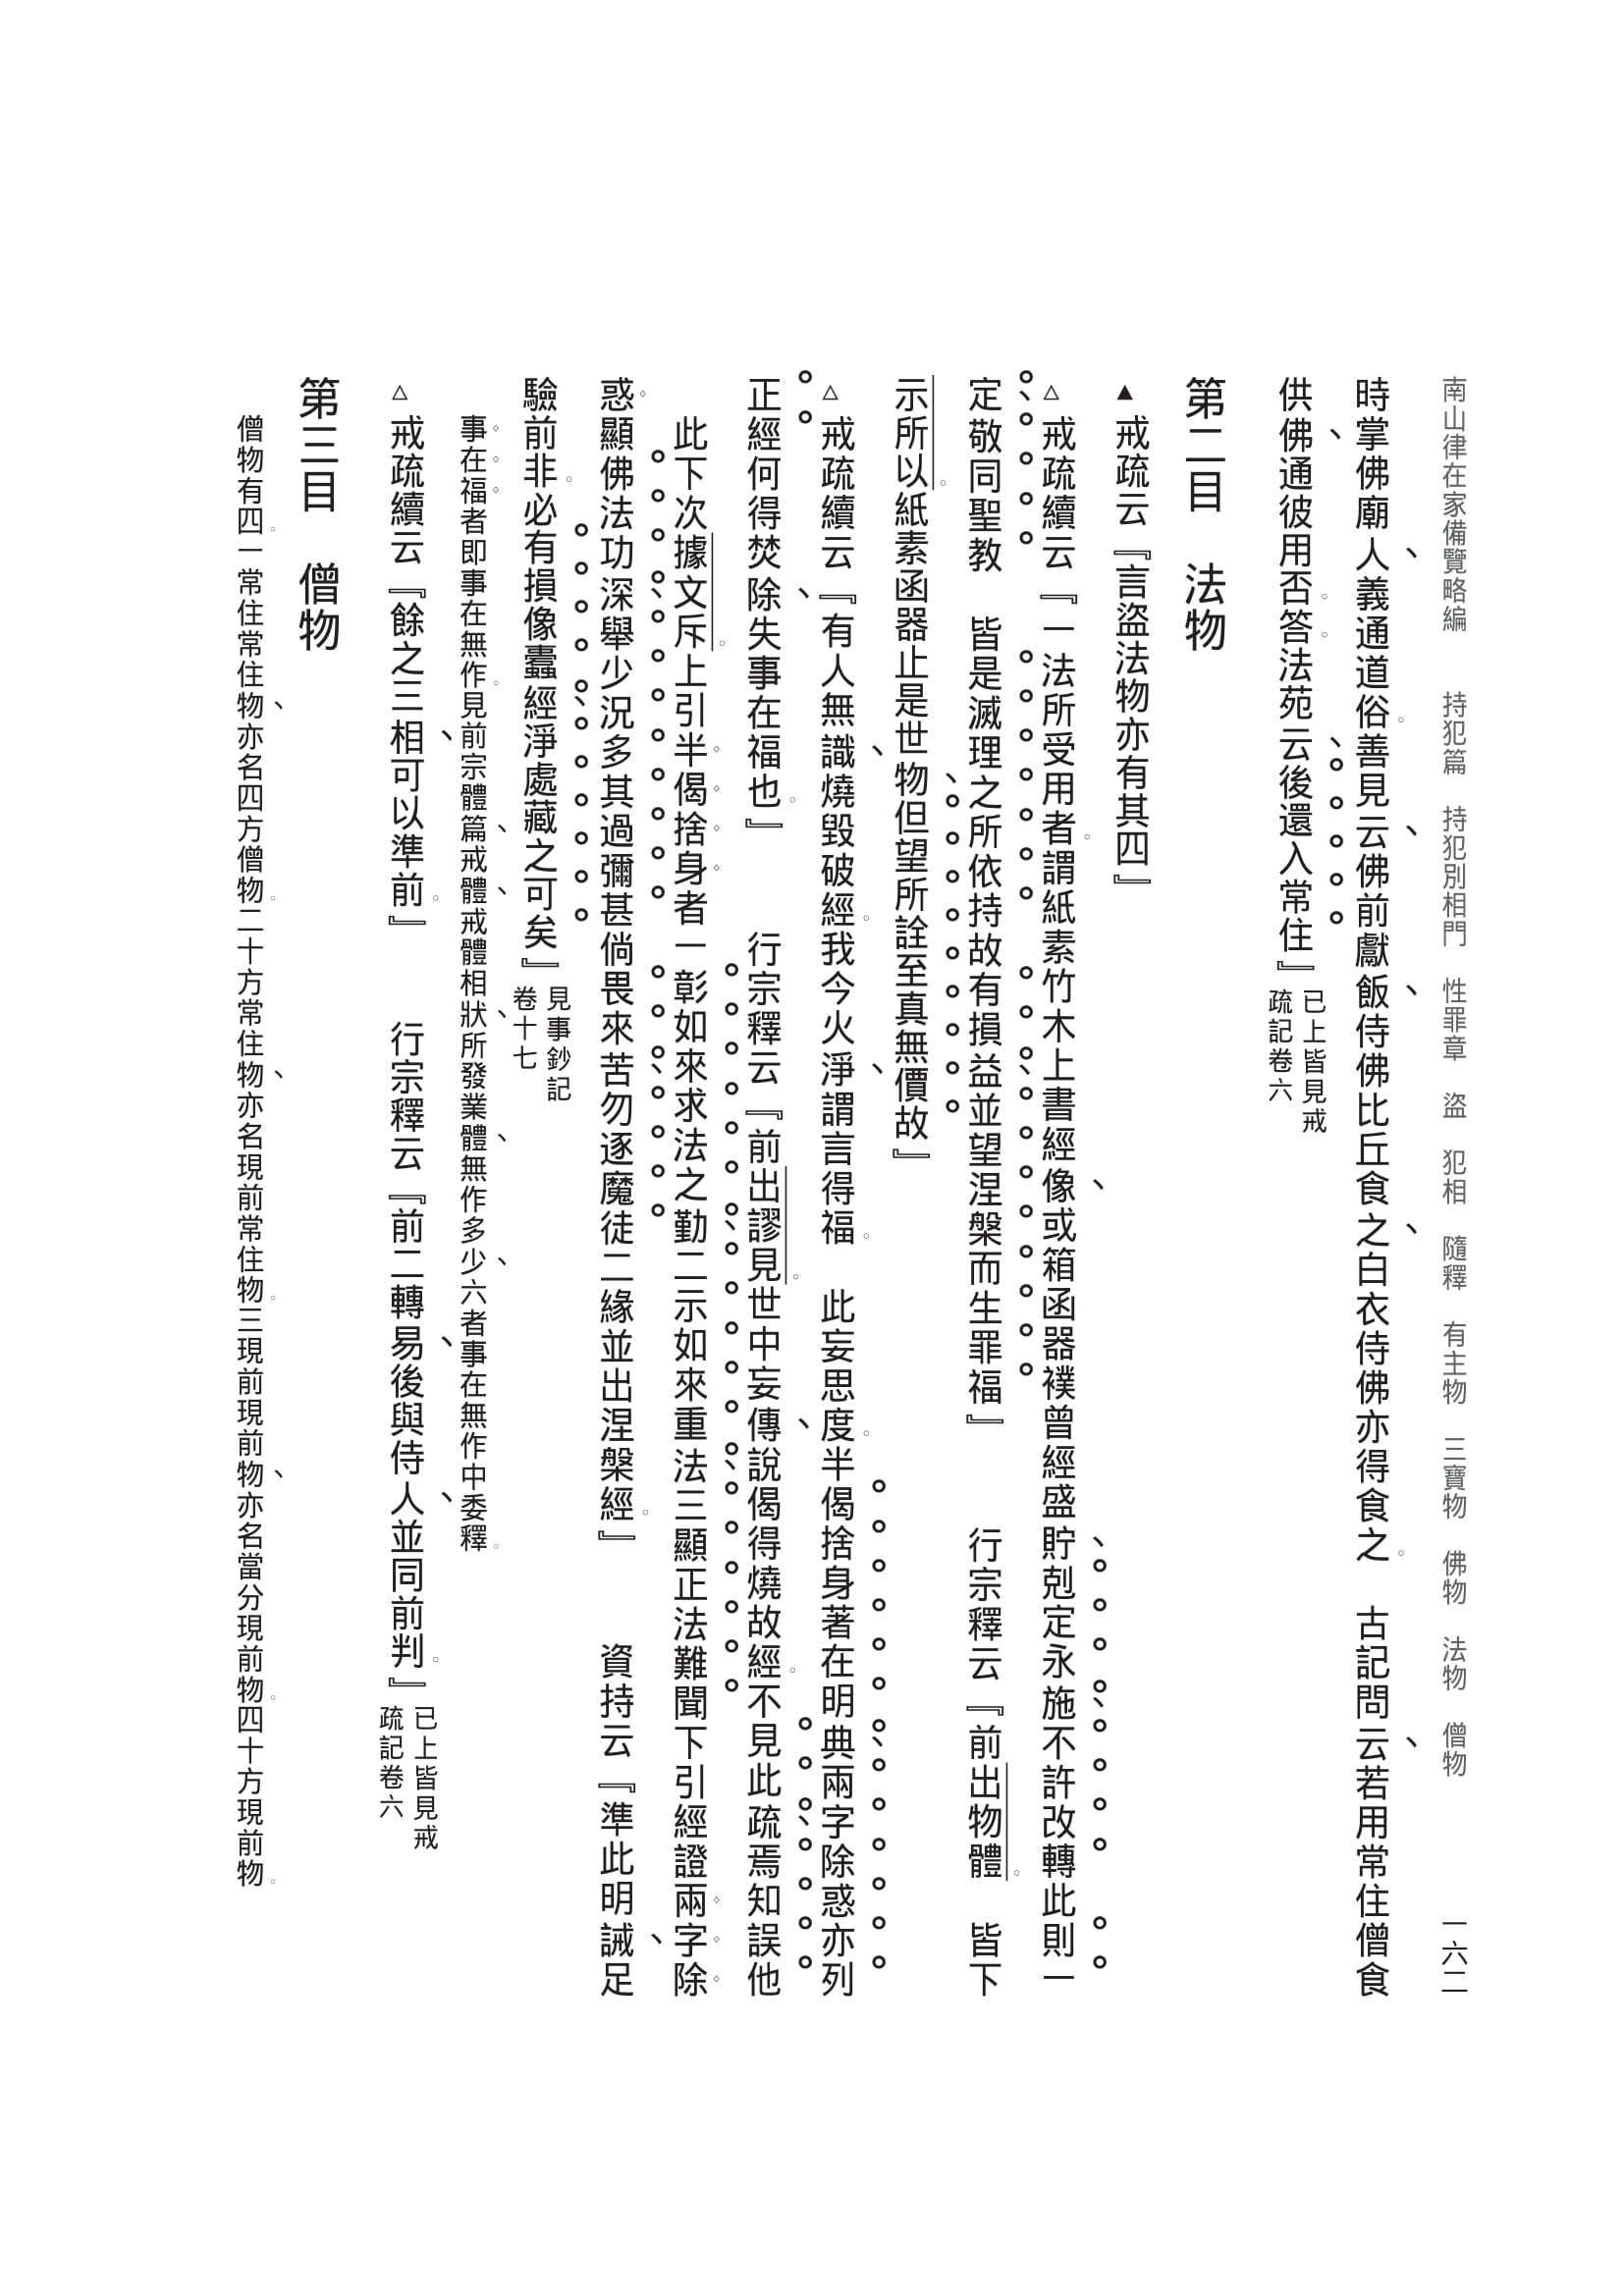 南山律在家備覽略編　持犯篇　持犯別相門　性罪章　盜　犯相　隨釋　有主物　三寶物　佛物　法物　僧物　一六二
時掌佛廟人義通道俗。善見云佛前獻飯侍佛比丘食之白衣侍佛亦得食之。　古記問云若用常住僧食
供佛通彼用否。答。法苑云後還入常住』已上皆見戒疏記卷六
第二目　法物
▲戒疏云『言盜法物亦有其四』
△戒疏續云『一法所受用者。謂紙素竹木上書經像或箱函器襆曾經盛貯剋定永施不許改轉此則一
定敬同聖教　皆是滅理之所依持故有損益並望涅槃而生罪福』　行宗釋云『前出物體。　皆下
示所以。紙素函器止是世物但望所詮至真無價故』
△戒疏續云『有人無識燒毀破經。我今火淨謂言得福。　此妄思度。半偈捨身著在明典兩字除惑亦列
正經何得焚除失事在福也。』　行宗釋云『前出謬見。世中妄傳說偈得燒故經。不見此疏焉知誤他
此下次據文斥。上引半偈捨身者一彰如來求法之勤二示如來重法三顯正法難聞下引經證兩字除
惑顯佛法功深舉少況多其過彌甚倘畏來苦勿逐魔徒二緣並出涅槃經。』　資持云『準此明誡足
驗前非。必有損像蠹經淨處藏之可矣』見事鈔記卷十七
事在福者即事在無作。見前宗體篇戒體戒體相狀所發業體無作多少六者事在無作中委釋。
△戒疏續云『餘之三相可以準前。』　行宗釋云『前二轉易後與侍人並同前判。』已上皆見戒疏記卷六
第三目　僧物
僧物有四。一常住常住物亦名四方僧物。二十方常住物亦名現前常住物。三現前現前物亦名當分現前物。四十方現前物。